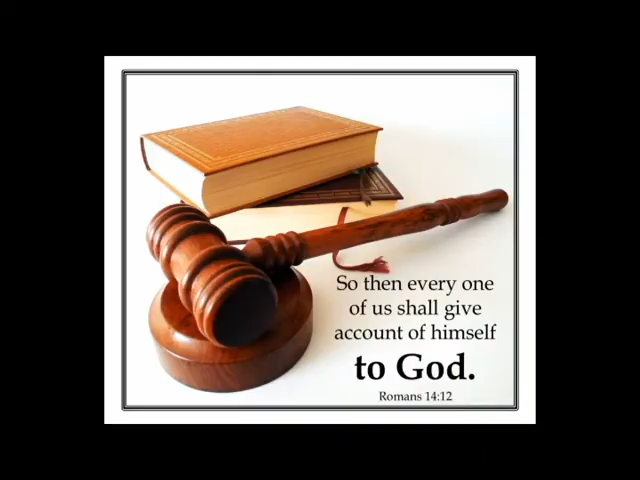 So then every one
of us shall give
account of himself
to God.
Romans 14:12